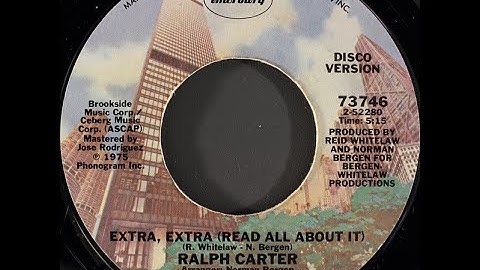 mercury
INC.
DISCO
VERSION
73746
2-52280
Time: 5:15
PRODUCED BY
REID WHITELAW
AND NORMAN
BERGEN FOR
BERGEN-
WHITELAW
PRODUCTIONS
Brookside
Music Corp./
Ceberg Music
Corp. (ASCAP)
Mastered by
Jose Rodriguez
℗ 1975
Phonogram Inc.
EXTRA, EXTRA (READ ALL ABOUT IT)
(R. Whitelaw - N. Bergen)
RALPH CARTER
Arranger: Norman Bergen